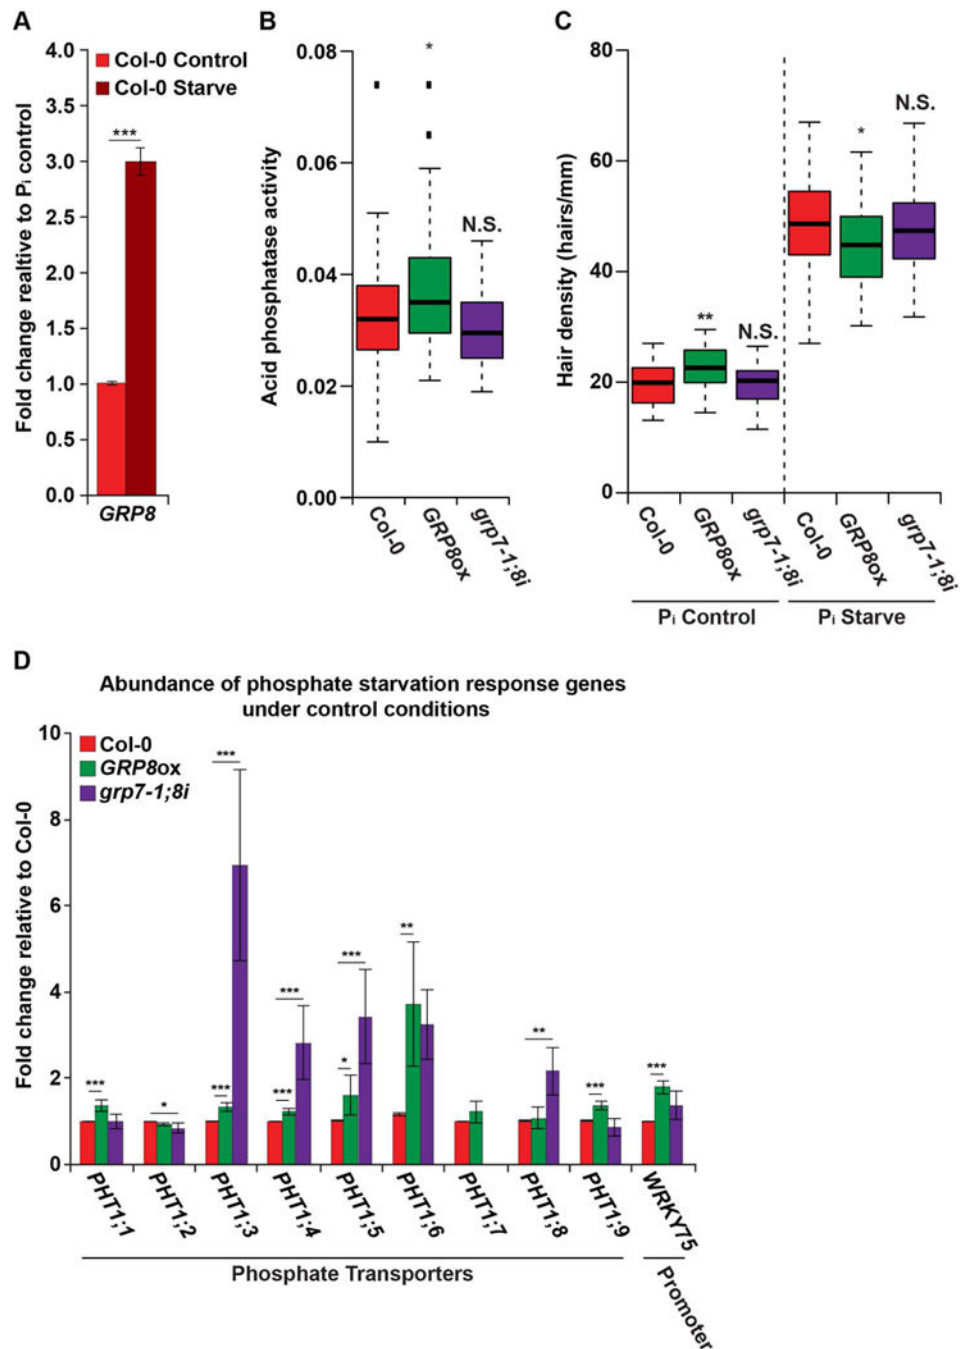 A
Fold change realtive to Pi control
4.0
3.5
3.0
2.5
2.0
1.0
0.5
0.0
Col-0 Control
Col-0 Starve
***
GRP8
B
Acid phosphatase activity
0.08
0.06
0.04
0.02
0.00
*
N.S.
Col-0
GRP8ox
grp7-1;8i
C
Hair density (hairs/mm)
80
60
40
20
0
**
N.S.
*
N.S.
Col-0
GRP8ox
grp7-1;8i
Col-0
GRP8ox
grp7-1;8i
Pi Control
Pi Starve
D
Abundance of phosphate starvation response genes
under control conditions
Fold change relative to Col-0
10
8
6
4
2
0
Col-0
GRP8ox
grp7-1;8i
***
*
***
***
***
***
*
***
**
**
***
***
PHT1;1
PHT1;2
PHT1;3
PHT1;4
PHT1;5
PHT1;6
PHT1;7
PHT1;8
PHT1;9
WRKY75
Phosphate Transporters
Promoter